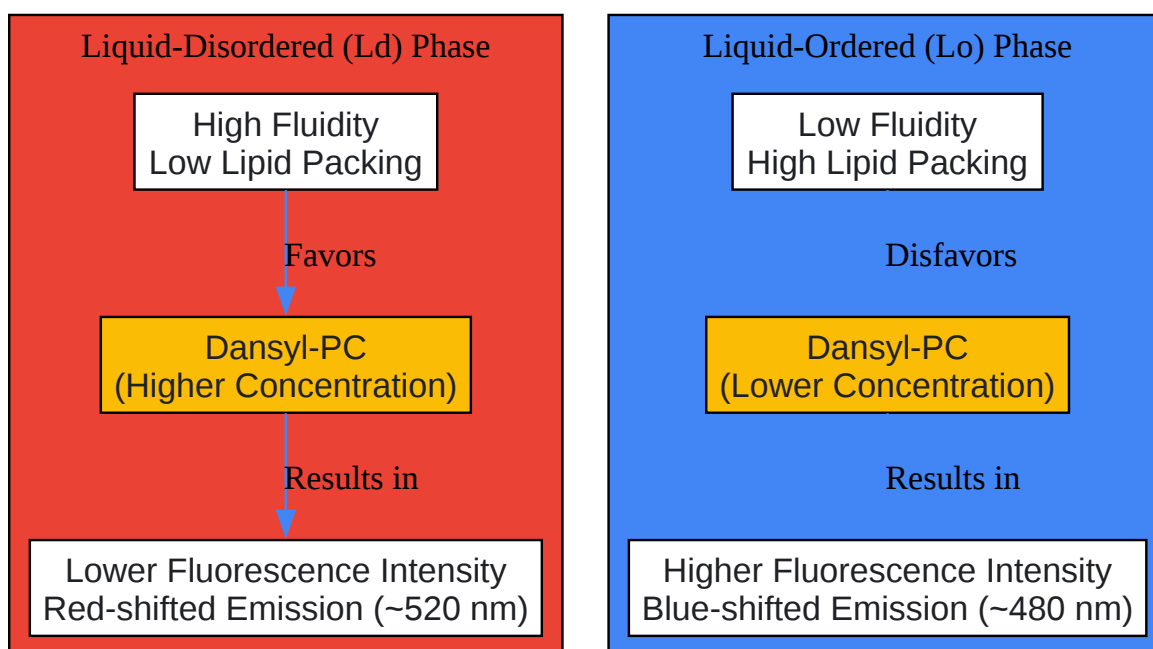 Liquid-Disordered (Ld) Phase
High Fluidity
Low Lipid Packing
Favors
Dansyl-PC
(Higher Concentration)
Results in
Lower Fluorescence Intensity
Red-shifted Emission (~520 nm)
Liquid-Ordered (Lo) Phase
Low Fluidity
High Lipid Packing
Disfavors
Dansyl-PC
(Lower Concentration)
Results in
Higher Fluorescence Intensity
Blue-shifted Emission (~480 nm)